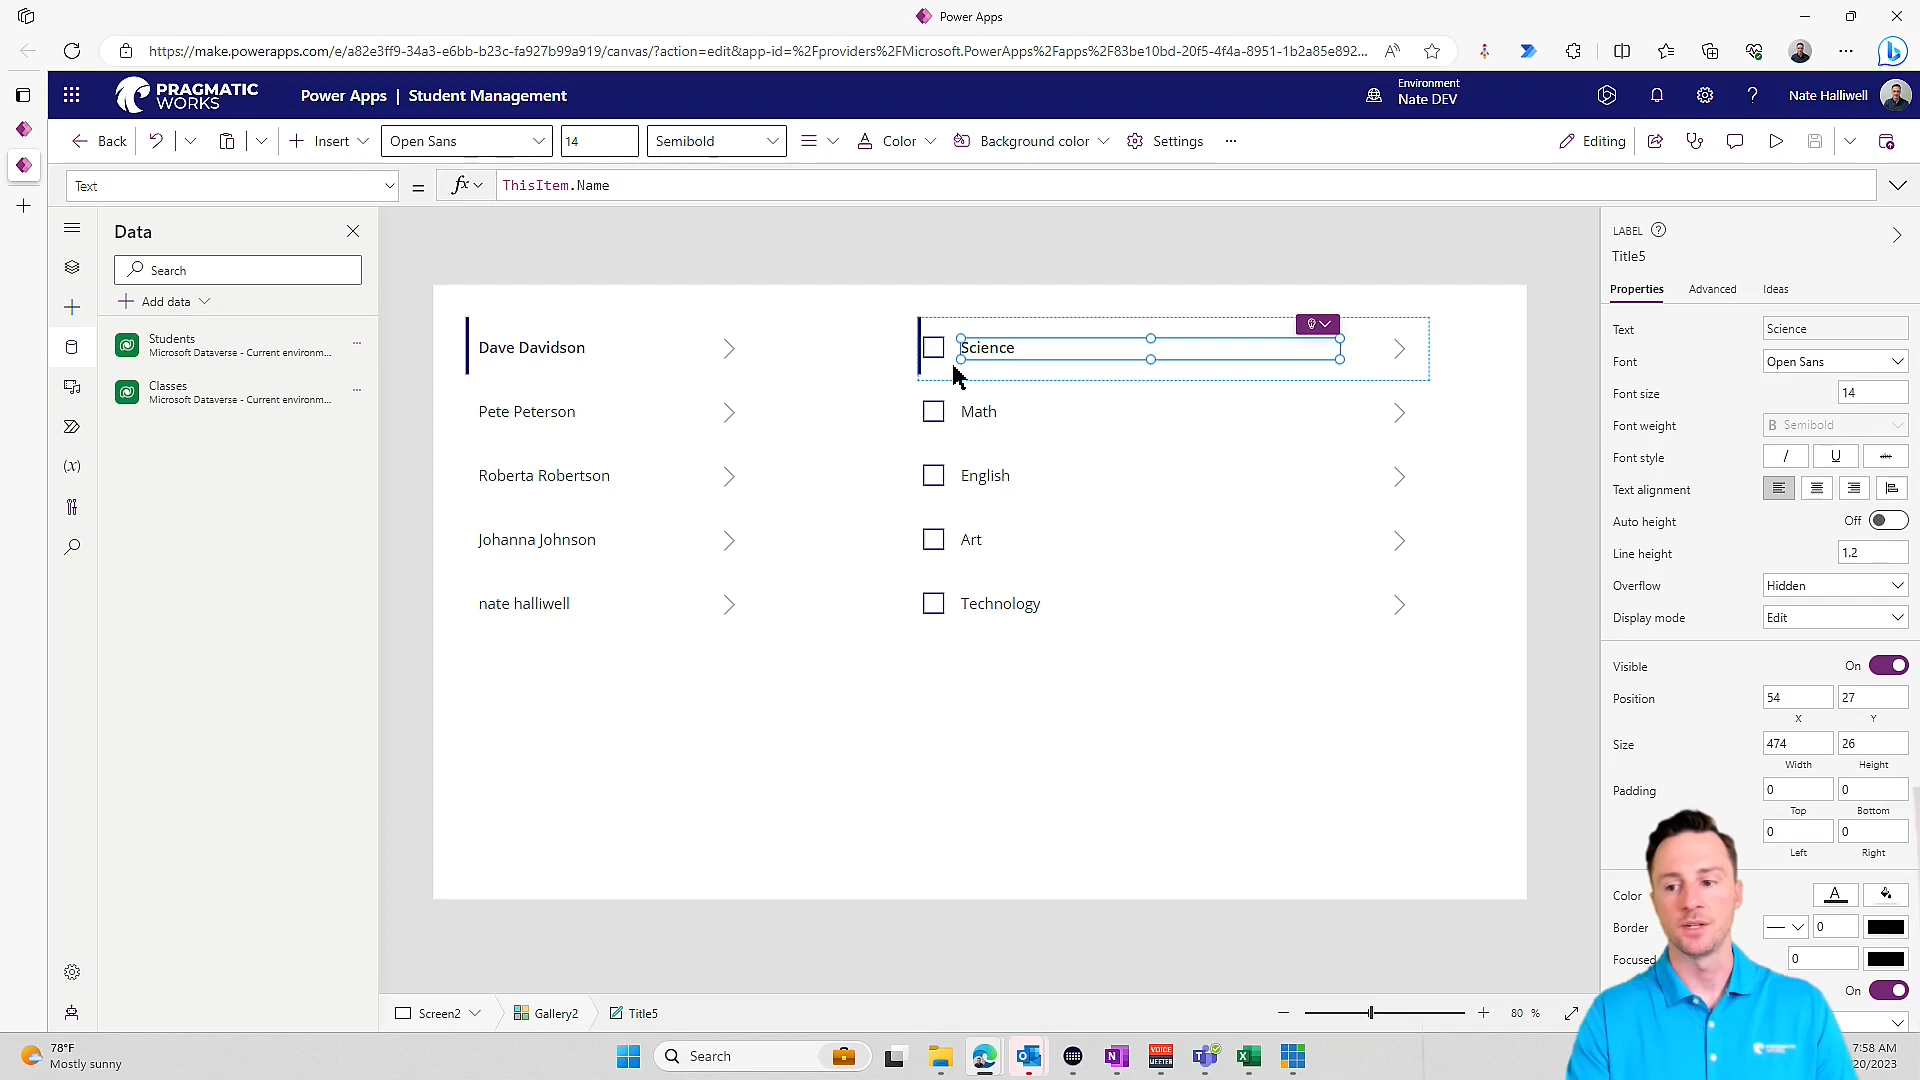 Power Apps
https://make.powerapps.com/e/a82e3ff9-34a3-e6bb-b23c-fa927b99a919/canvas/?action=edit&app-id=%2Fproviders%2FMicrosoft.PowerApps%2Fapps%2F83be10bd-20f5-4f4a-8951-1b2a85e892...
PRAGMATIC
WORKS
Power Apps | Student Management
Environment
Nate DEV
Nate Halliwell
Back
Insert
Open Sans
14
Semibold
Color
Background color
Settings
Editing
Text
=
fx
ThisItem.Name
Data
Search
Add data
Students
Microsoft Dataverse - Current environm...
Classes
Microsoft Dataverse - Current environm...
Dave Davidson
Pete Peterson
Roberta Robertson
Johanna Johnson
nate halliwell
Science
Math
English
Art
Technology
LABEL
Title5
Properties
Advanced
Ideas
Text
Science
Font
Open Sans
Font size
14
Font weight
B Semibold
Font style
/ U abc
Text alignment
Auto height
Off
Line height
1.2
Overflow
Hidden
Display mode
Edit
Visible
On
Position
54
27
X
Y
Size
474
26
Width
Height
Padding
0
0
Top
Bottom
0
0
Left
Right
Color
A
Border
0
Focused
0
On
Screen2
Gallery2
Title5
80 %
78°F
Mostly sunny
Search
VOICE
MEETER
7:58 AM
20/2023